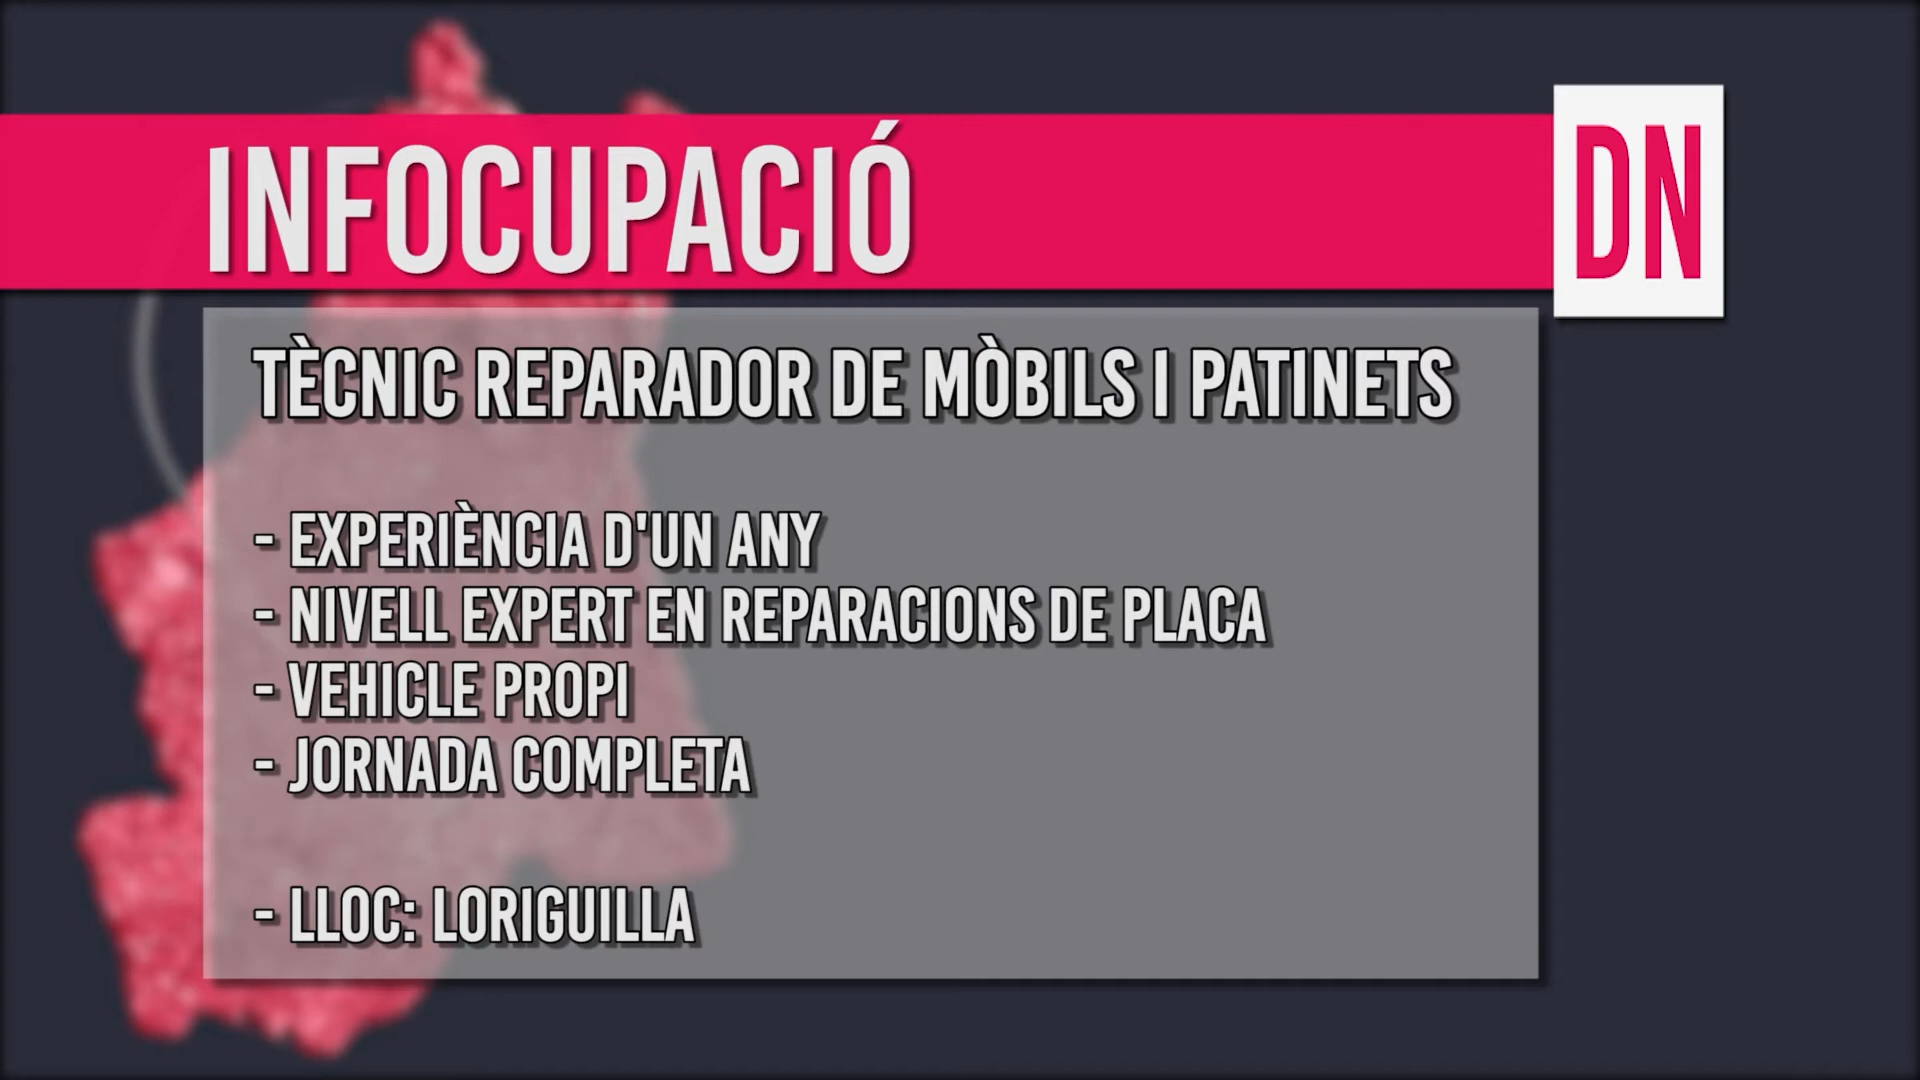 INFOCUPACIÓ
DN
TÈCNIC REPARADOR DE MÒBILS I PATINETS
- EXPERIÈNCIA D'UN ANY
- NIVELL EXPERT EN REPARACIONS DE PLACA
- VEHICLE PROPI
- JORNADA COMPLETA
- LLOC: LORIGUILLA